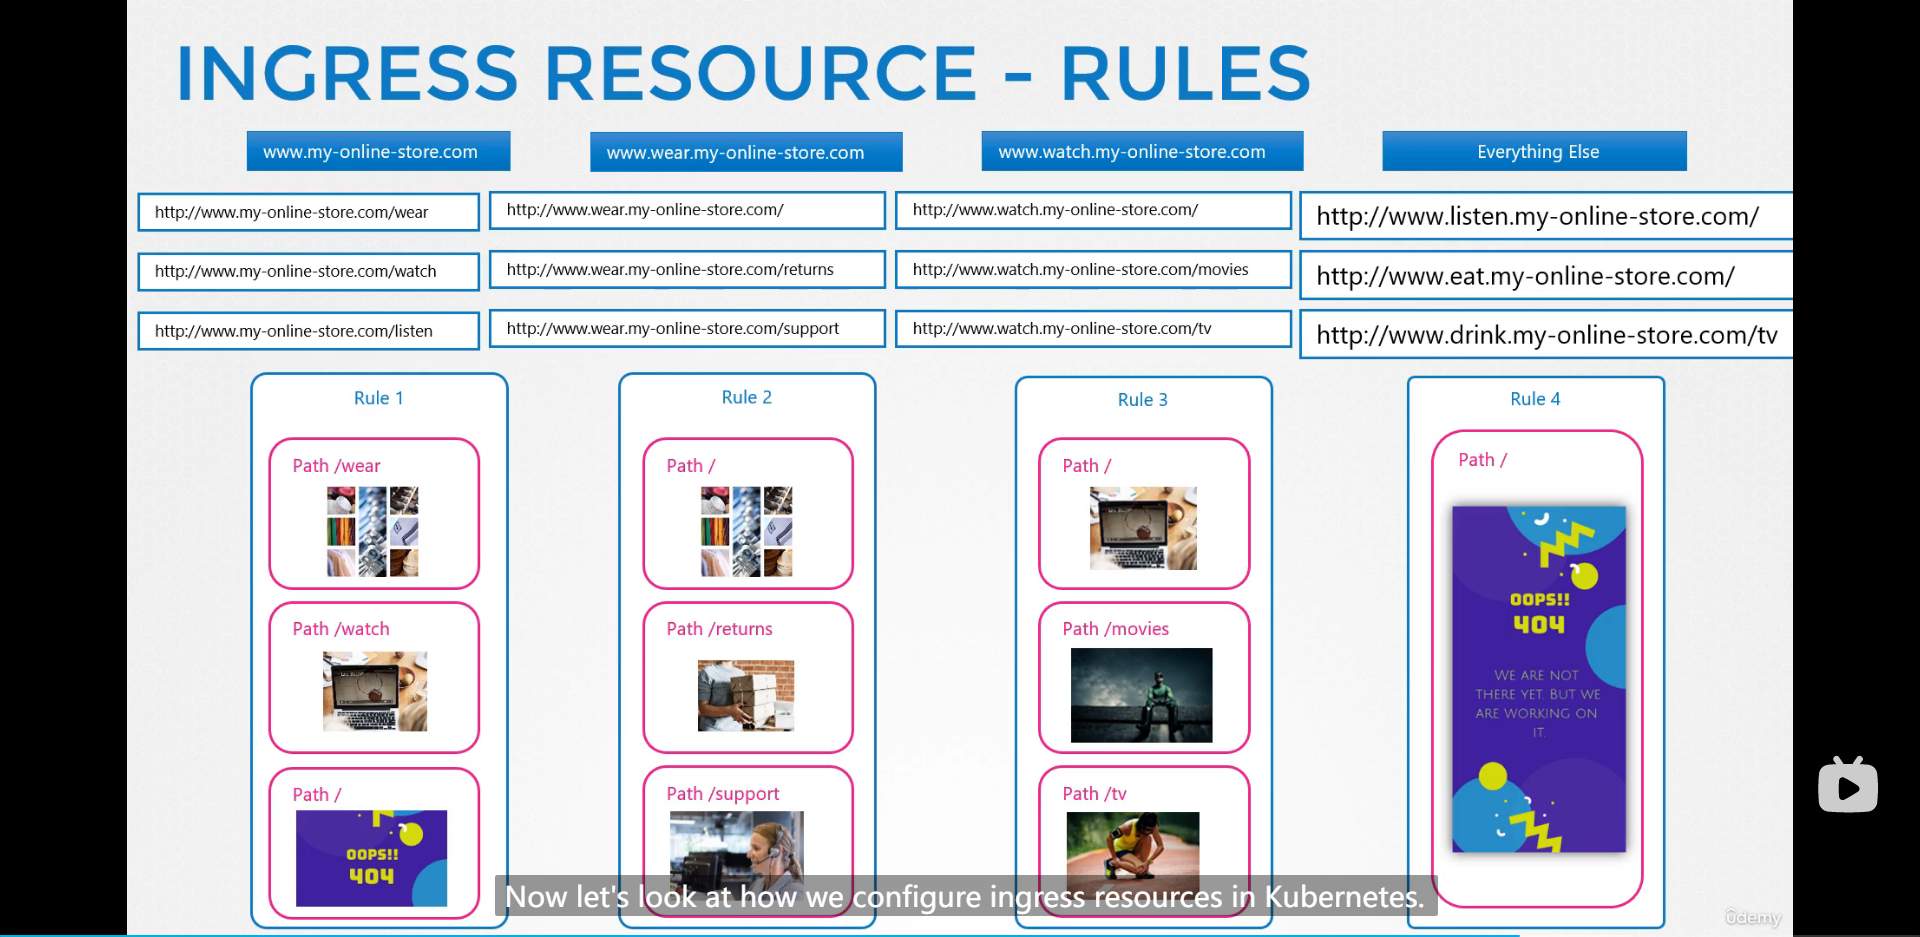 INGRESS RESOURCE - RULES
www.my-online-store.com
www.wear.my-online-store.com
www.watch.my-online-store.com
Everything Else
http://www.my-online-store.com/wear
http://www.wear.my-online-store.com/
http://www.watch.my-online-store.com/
http://www.listen.my-online-store.com/
http://www.my-online-store.com/watch
http://www.wear.my-online-store.com/returns
http://www.watch.my-online-store.com/movies
http://www.eat.my-online-store.com/
http://www.my-online-store.com/listen
http://www.wear.my-online-store.com/support
http://www.watch.my-online-store.com/tv
http://www.drink.my-online-store.com/tv
Rule 1
Path /wear
Path /watch
Path /
OOPS!!
404
Rule 2
Path /
Path /returns
Path /support
Rule 3
Path /
Path /movies
Path /tv
Rule 4
Path /
OOPS!!
404
WE ARE NOT
THERE YET. BUT WE
ARE WORKING ON
IT.
Now let's look at how we configure ingress resources in Kubernetes.
ûdemy